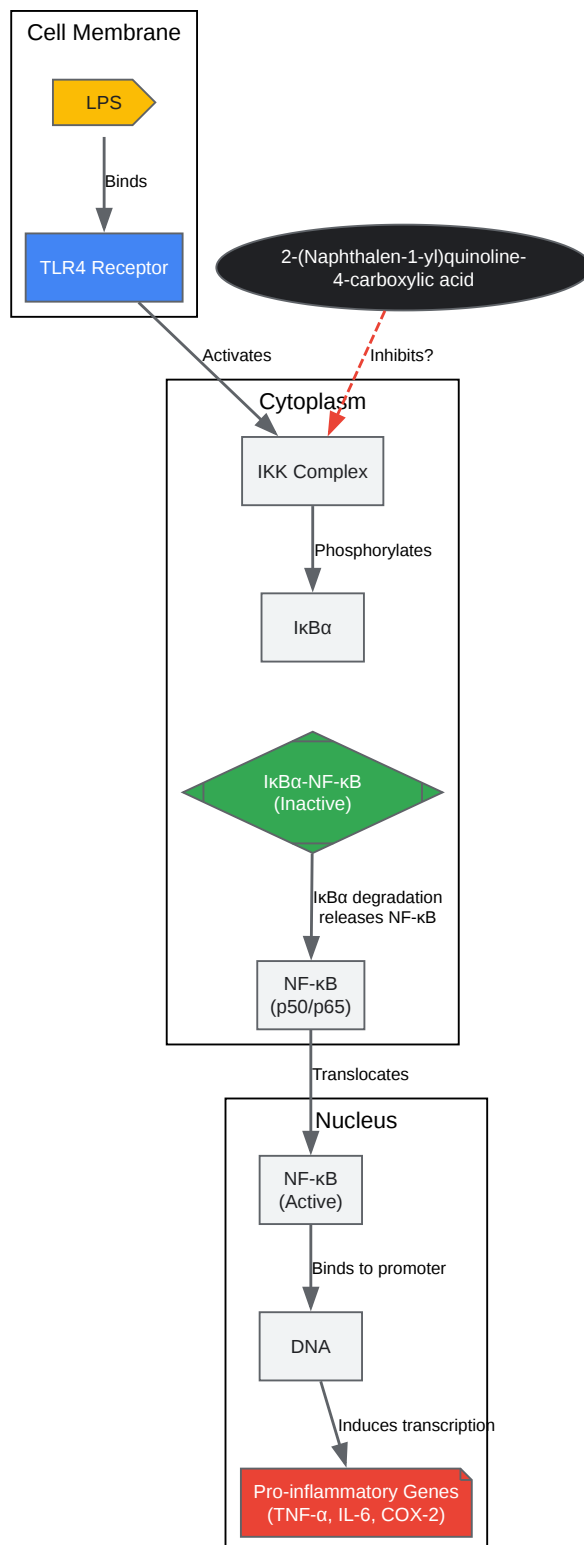 Cell Membrane
LPS
Binds
TLR4 Receptor
2-(Naphthalen-1-yl)quinoline-
4-carboxylic acid
Activates
Inhibits?
Cytoplasm
IKK Complex
Phosphorylates
IκBα
IκBα-NF-κB
(Inactive)
IκBα degradation
releases NF-κB
NF-κB
(p50/p65)
Translocates
Nucleus
NF-κB
(Active)
Binds to promoter
DNA
Induces transcription
Pro-inflammatory Genes
(TNF-α, IL-6, COX-2)